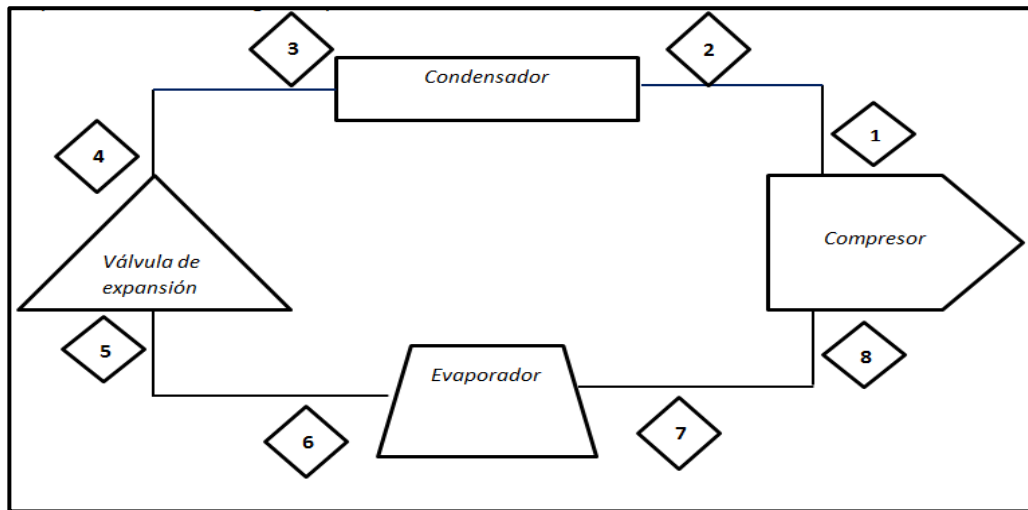 3
2
Condensador
1
4
Compresor
Válvula de
expansión
5
8
Evaporador
6
7